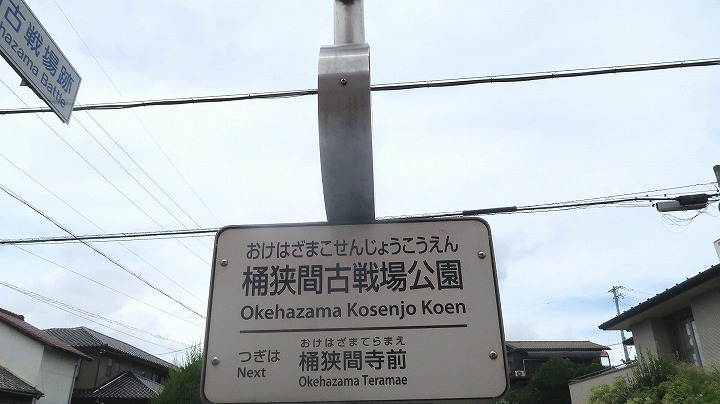 古戦場跡
hazama Battle
おけはざまこせんじょうこうえん
桶狭間古戦場公園
Okehazama Kosenjo Koen
つぎは
Next
おけはざまてらまえ
桶狭間寺前
Okehazama Teramae